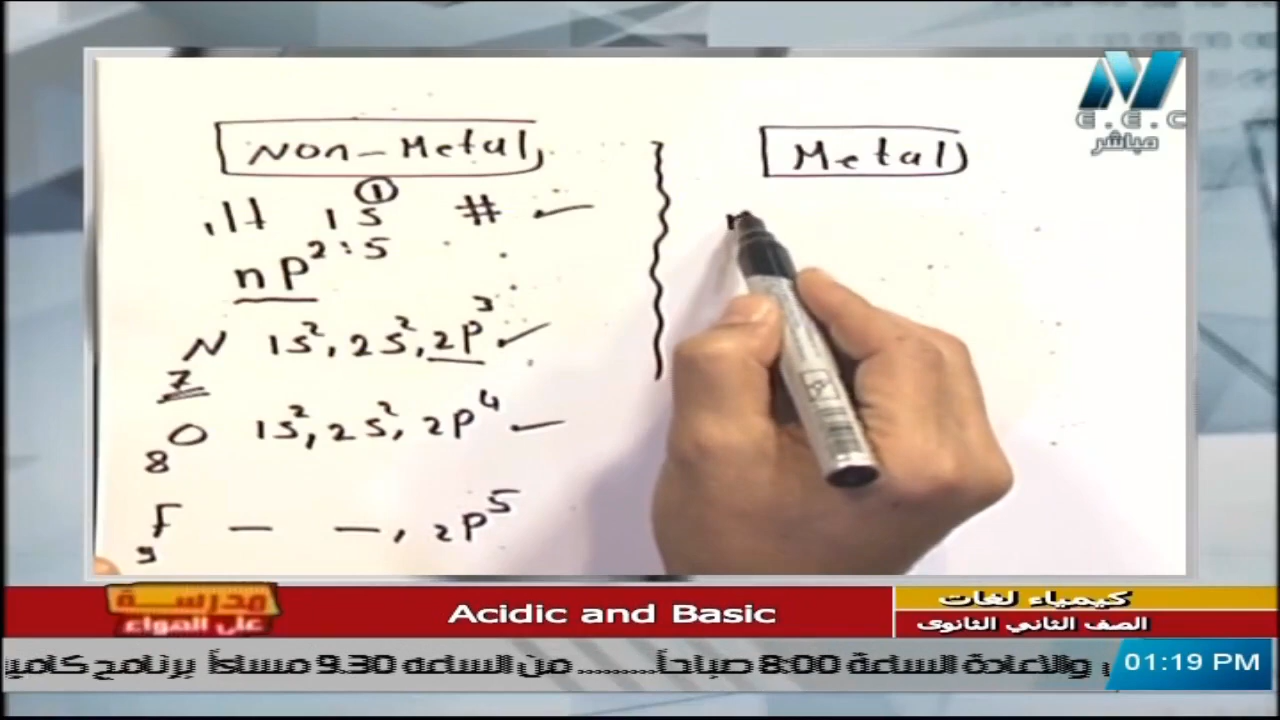 E.E.C
مباشر
Non-Metal
Metal
₁H 1S① #
nP²:⁵
n
₇N 1S², 2S², 2P³
₈O 1S², 2S², 2P⁴
₉F — —, 2P⁵
مدرسة
على الهواء
Acidic and Basic
كيمياء لغات
الصف الثاني الثانوى
والاعادة الساعة 8:00 صباحاً......... من الساعه 9.30 مساءاً برنامج
01:19 PM